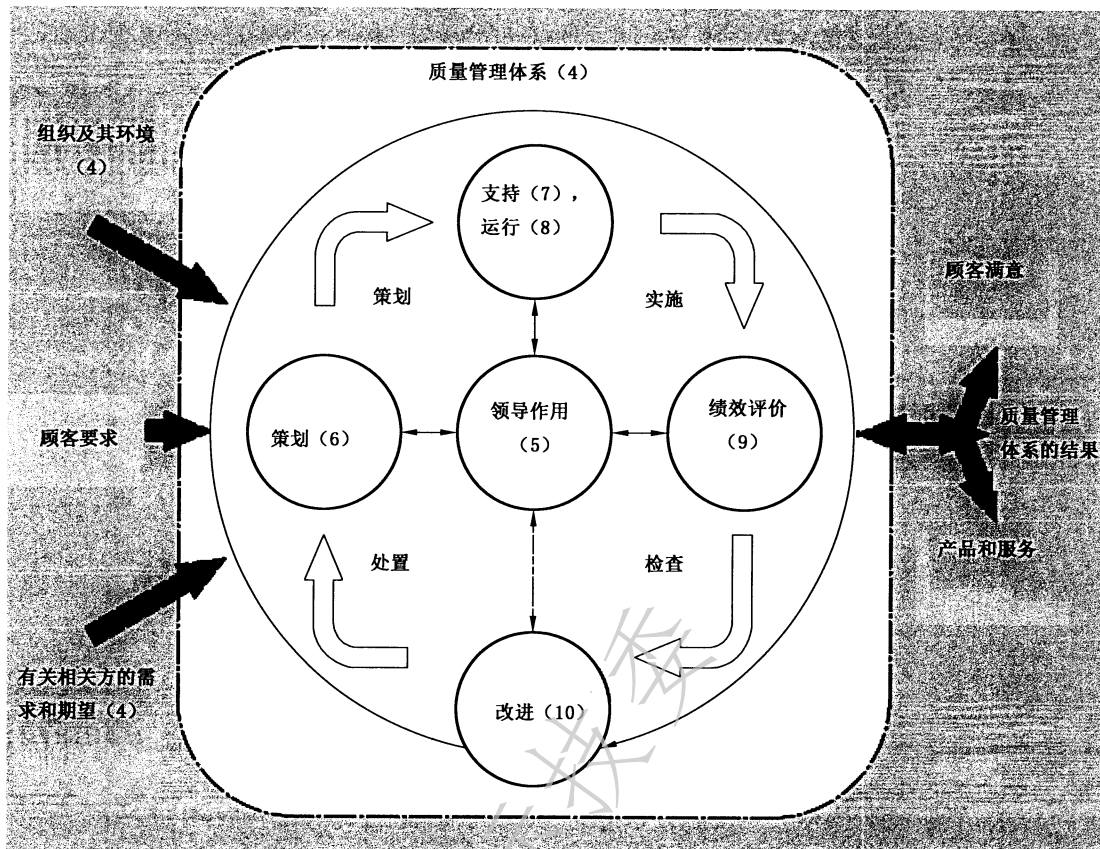 质量管理体系（4）
组织及其环境
（4）
支持（7），
运行（8）
策划
实施
顾客满意
顾客要求
策划（6）
领导作用
（5）
绩效评价
（9）
质量管理
体系的结果
处置
检查
产品和服务
有关相关方的需
求和期望（4）
改进（10）